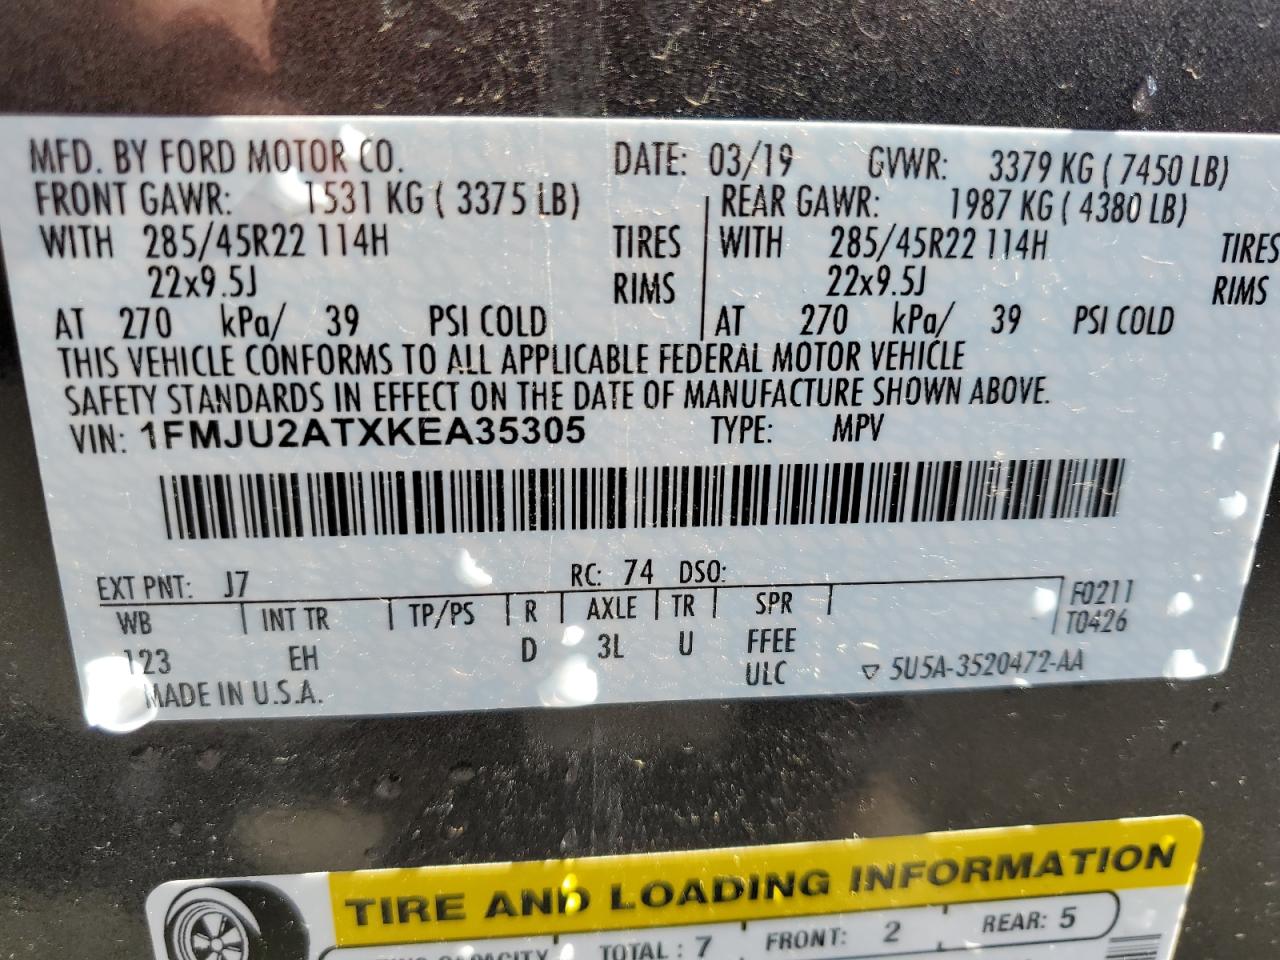 MFD. BY FORD MOTOR CO. DATE: 03/19 GVWR: 3379 KG ( 7450 LB)
FRONT GAWR: 1531 KG ( 3375 LB) REAR GAWR: 1987 KG ( 4380 LB)
WITH 285/45R22 114H TIRES WITH 285/45R22 114H TIRES
22x9.5J RIMS 22x9.5J RIMS
AT 270 kPa/ 39 PSI COLD AT 270 kPa/ 39 PSI COLD
THIS VEHICLE CONFORMS TO ALL APPLICABLE FEDERAL MOTOR VEHICLE
SAFETY STANDARDS IN EFFECT ON THE DATE OF MANUFACTURE SHOWN ABOVE.
VIN: 1FMJU2ATXKEA35305 TYPE: MPV
EXT PNT: J7 RC: 74 DSO:
WB INT TR TP/PS R AXLE TR SPR F0211
T0426
123 EH D 3L U FFEE
ULC ▽ 5U5A-3520472-AA
MADE IN U.S.A.
TIRE AND LOADING INFORMATION
TOTAL : 7 FRONT: 2 REAR: 5